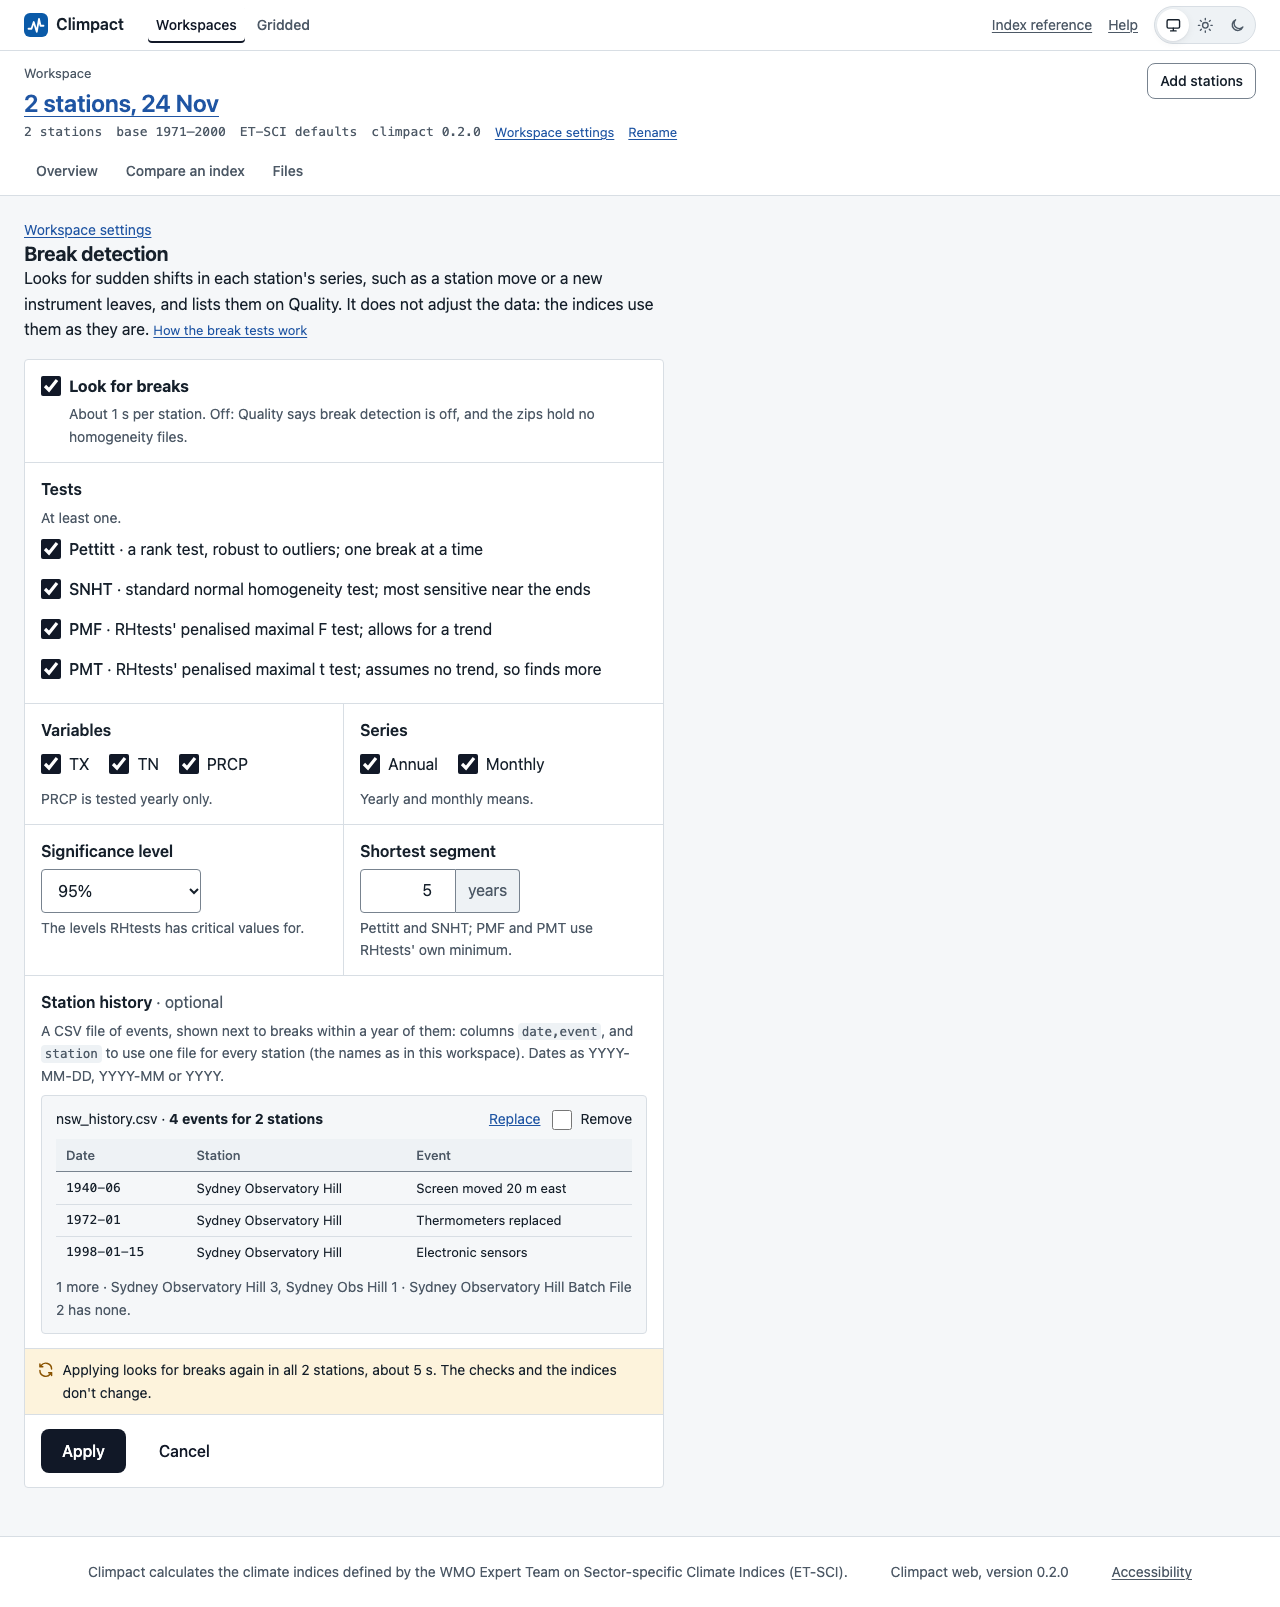 Climpact
Workspaces
Gridded
Index reference
Help
Workspace
Add stations
2 stations, 24 Nov
2 stations base 1971–2000 ET-SCI defaults climpact 0.2.0 Workspace settings Rename
Overview
Compare an index
Files
Workspace settings
Break detection
Looks for sudden shifts in each station's series, such as a station move or a new
instrument leaves, and lists them on Quality. It does not adjust the data: the indices use
them as they are. How the break tests work
Look for breaks
About 1 s per station. Off: Quality says break detection is off, and the zips hold no
homogeneity files.
Tests
At least one.
Pettitt · a rank test, robust to outliers; one break at a time
SNHT · standard normal homogeneity test; most sensitive near the ends
PMF · RHtests' penalised maximal F test; allows for a trend
PMT · RHtests' penalised maximal t test; assumes no trend, so finds more
Variables
TX TN PRCP
PRCP is tested yearly only.
Series
Annual Monthly
Yearly and monthly means.
Significance level
95%
The levels RHtests has critical values for.
Shortest segment
5 years
Pettitt and SNHT; PMF and PMT use
RHtests' own minimum.
Station history · optional
A CSV file of events, shown next to breaks within a year of them: columns date,event, and
station to use one file for every station (the names as in this workspace). Dates as YYYY-
MM-DD, YYYY-MM or YYYY.
nsw_history.csv · 4 events for 2 stations
Replace
Remove
Date Station Event
1940-06 Sydney Observatory Hill Screen moved 20 m east
1972-01 Sydney Observatory Hill Thermometers replaced
1998-01-15 Sydney Observatory Hill Electronic sensors
1 more · Sydney Observatory Hill 3, Sydney Obs Hill 1 · Sydney Observatory Hill Batch File
2 has none.
Applying looks for breaks again in all 2 stations, about 5 s. The checks and the indices
don't change.
Apply
Cancel
Climpact calculates the climate indices defined by the WMO Expert Team on Sector-specific Climate Indices (ET-SCI).
Climpact web, version 0.2.0
Accessibility